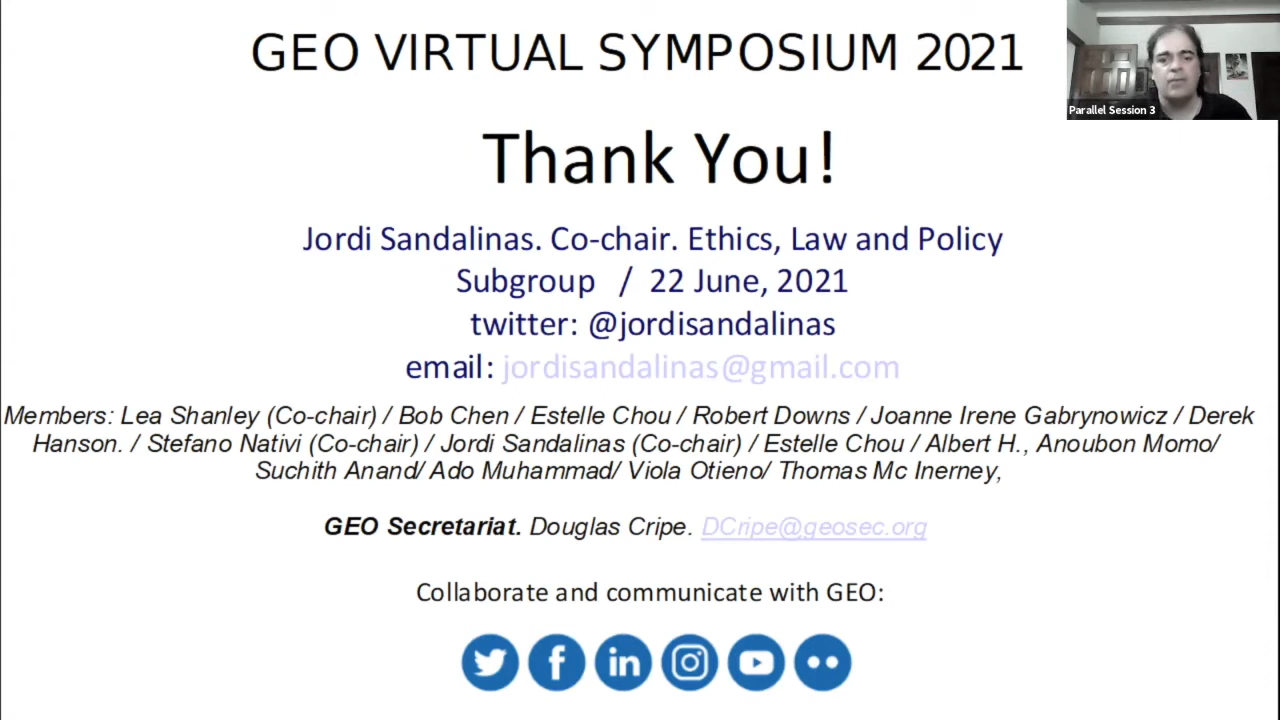 GEO VIRTUAL SYMPOSIUM 2021
Parallel Session 3
Thank You!
Jordi Sandalinas. Co-chair. Ethics, Law and Policy
Subgroup / 22 June, 2021
twitter: @jordisandalinas
email: jordisandalinas@gmail.com
Members: Lea Shanley (Co-chair) / Bob Chen / Estelle Chou / Robert Downs / Joanne Irene Gabrynowicz / Derek
Hanson. / Stefano Nativi (Co-chair) / Jordi Sandalinas (Co-chair) / Estelle Chou / Albert H., Anoubon Momo/
Suchith Anand/ Ado Muhammad/ Viola Otieno/ Thomas Mc Inerney,
GEO Secretariat. Douglas Cripe. DCripe@geosec.org
Collaborate and communicate with GEO: